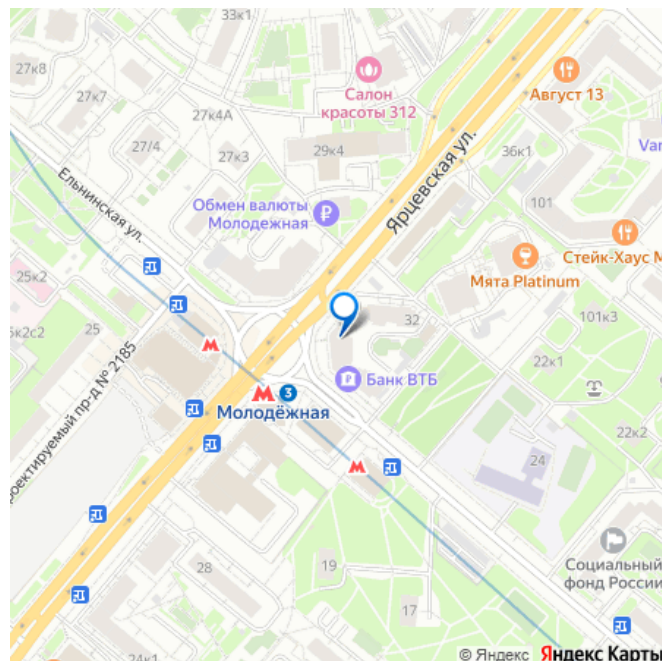 33к1
27к8
27к7
27к4А
Салон
красоты 312
Август 13
27/4
27к3
29к4
36к1
Ярцевская ул.
Ельнинская ул.
Обмен валюты
Молодежная
101
Стейк-Хаус М
Мята Platinum
25к2
25
32
101к3
22к1
Банк ВТБ
3
Молодёжная
22к2
24
28
19
17
Социальный
фонд России
24к1
© Яндекс Яндекс Карты